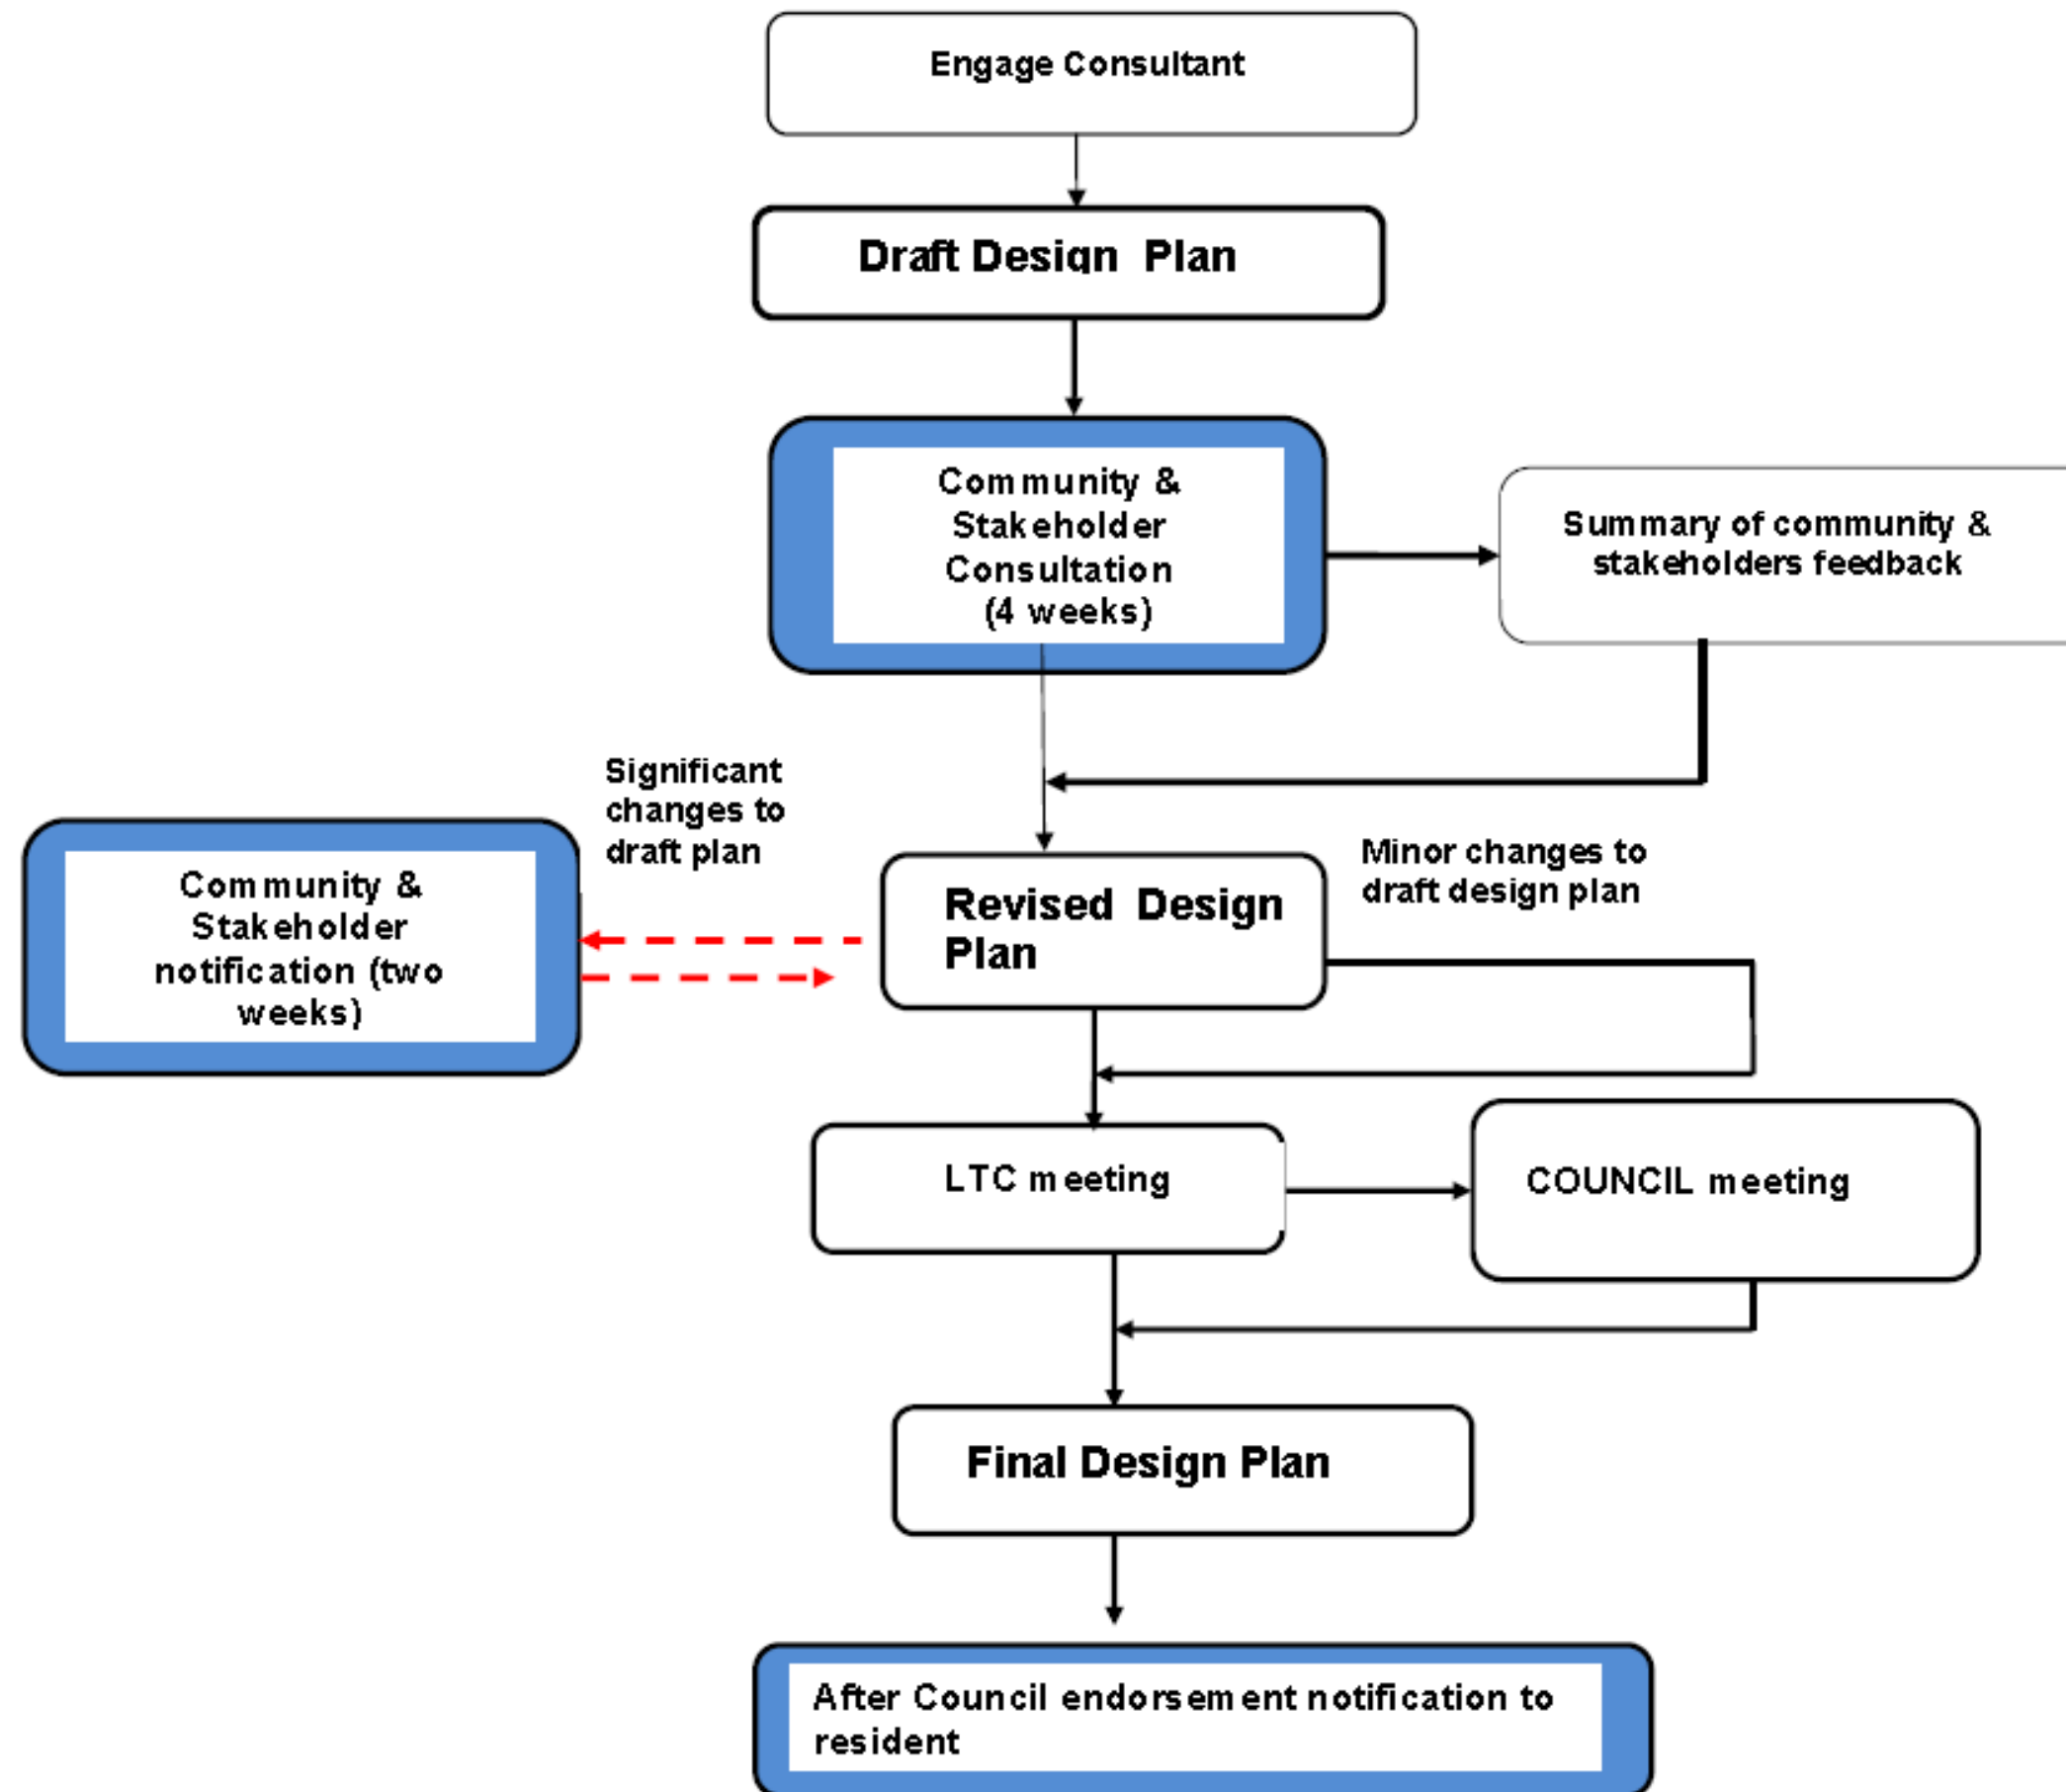 Engage Consultant
Draft Design Plan
Community &
Stakeholder
Consultation
(4 weeks)
Summary of community &
stakeholders feedback
Significant
changes to
draft plan
Minor changes to
draft design plan
Community &
Stakeholder
notification (two
weeks)
Revised Design
Plan
LTC meeting
COUNCIL meeting
Final Design Plan
After Council endorsement notification to
resident